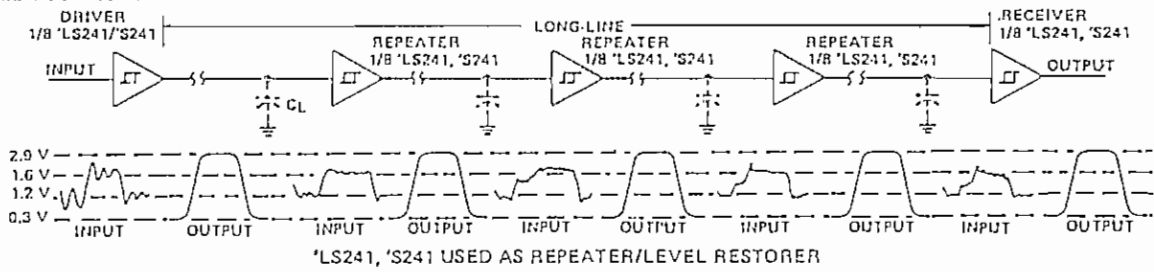 DRIVER
1/8 'LS241/'S241
LONG-LINE
RECEIVER
1/8 'LS241, 'S241
REPEATER
1/8 'LS241, 'S241
REPEATER
1/8 'LS241, 'S241
REPEATER
1/8 'LS241, 'S241
INPUT
OUTPUT
CL
2.9 V
1.6 V
1.2 V
0.3 V
INPUT OUTPUT INPUT OUTPUT INPUT OUTPUT INPUT OUTPUT INPUT OUTPUT
'LS241, 'S241 USED AS REPEATER/LEVEL RESTORER